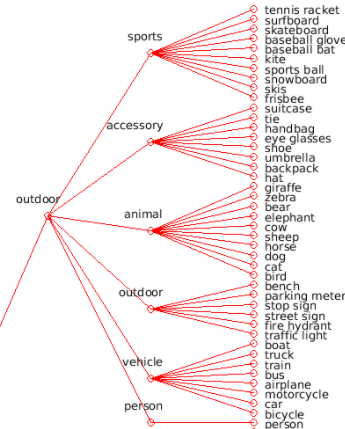 tennis racket
surfboard
skateboard
baseball glove
baseball bat
kite
sports ball
snowboard
skis
frisbee
sports
suitcase
tie
handbag
eye glasses
shoe
umbrella
backpack
hat
accessory
giraffe
zebra
bear
elephant
cow
sheep
horse
dog
cat
bird
animal
outdoor
bench
parking meter
stop sign
street sign
fire hydrant
traffic light
outdoor
boat
truck
train
bus
airplane
motorcycle
car
bicycle
vehicle
person
person